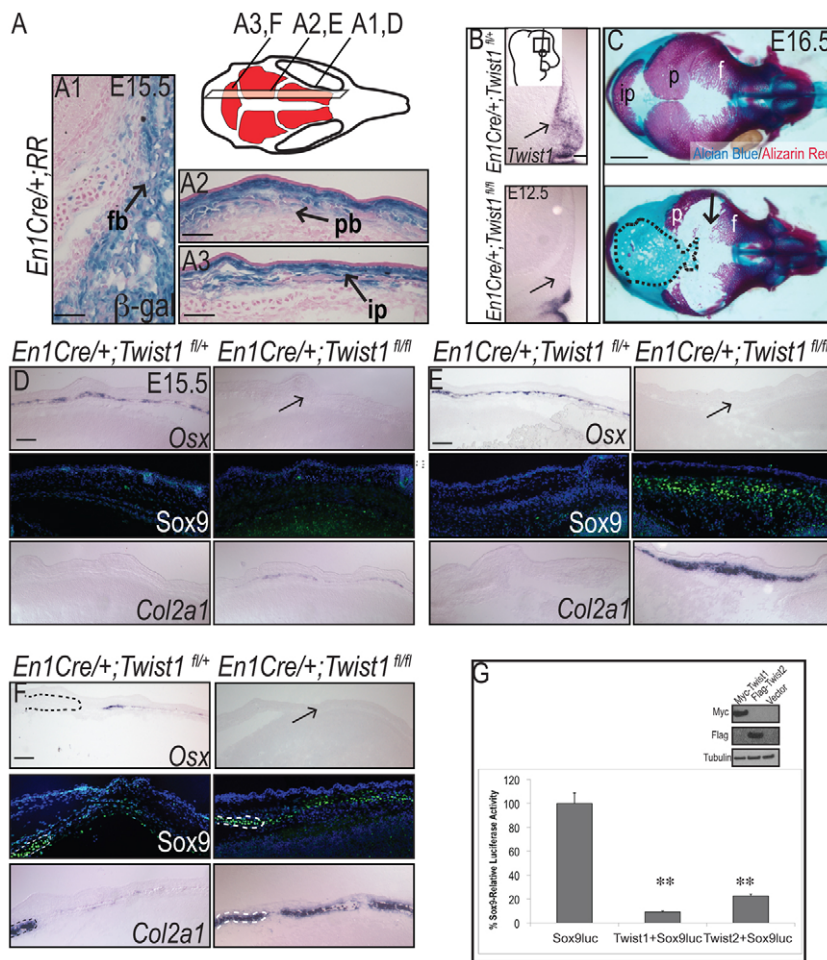 A
A3,F A2,E A1,D
En1Cre/+;RR
A1 E15.5
fb
β-gal
A2
pb
A3
ip
B
En1Cre/+;Twist1 fl/+
Twist1
En1Cre/+;Twist1 fl/fl
E12.5
C E16.5
ip p f
Alcian Blue/Alizarin Red
p f
En1Cre/+;Twist1 fl/+ En1Cre/+;Twist1 fl/fl
D E15.5
Osx
Sox9
Col2a1
En1Cre/+;Twist1 fl/+ En1Cre/+;Twist1 fl/fl
E
Osx
Sox9
Col2a1
En1Cre/+;Twist1 fl/+ En1Cre/+;Twist1 fl/fl
F
Osx
Sox9
Col2a1
G
Myc-Twist1
Flag-Twist2
Vector
Myc
Flag
Tubulin
% Sox9-Relative Luciferase Activity
120
100
80
60
40
20
0
** **
Sox9luc Twist1+Sox9luc Twist2+Sox9luc